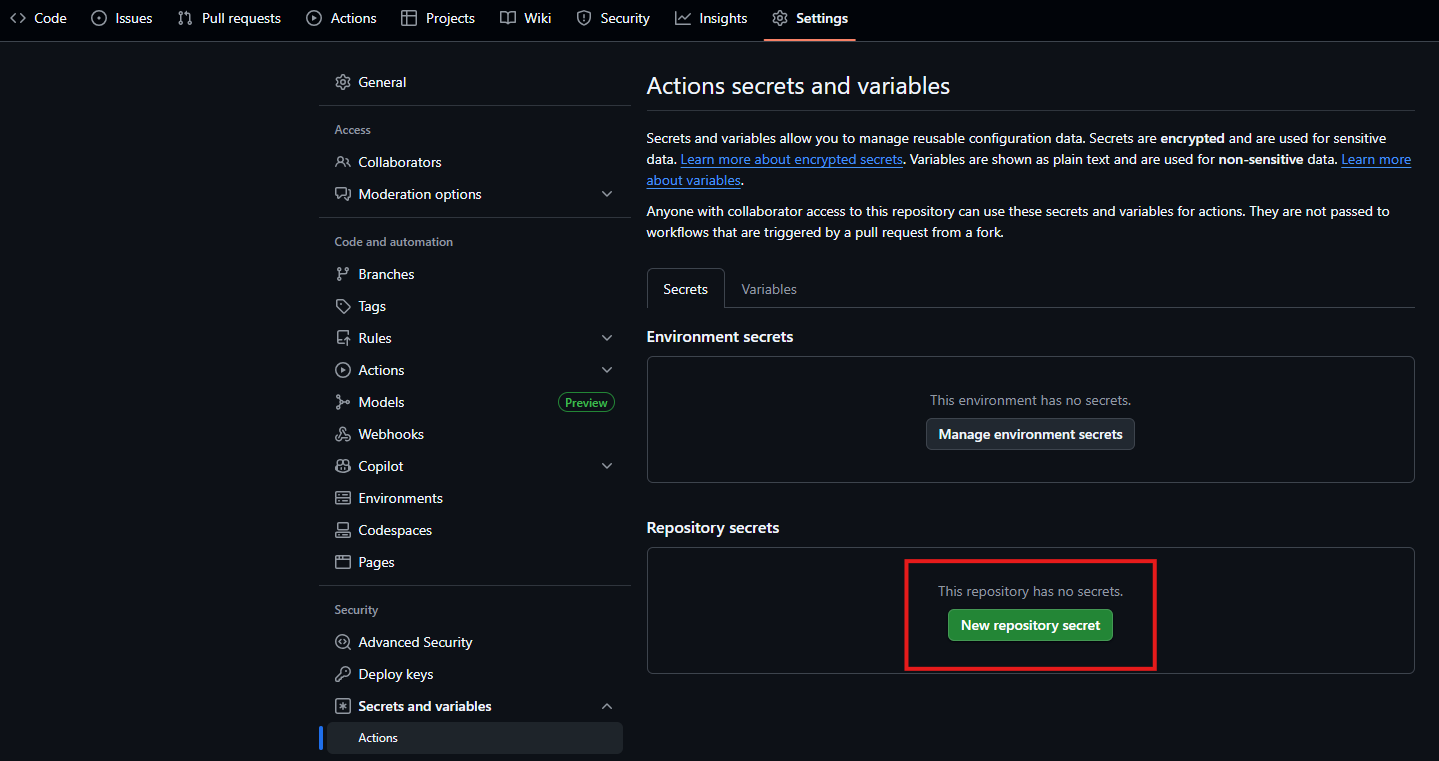 Code Issues Pull requests Actions Projects Wiki Security Insights Settings
General
Access
Collaborators
Moderation options
Code and automation
Branches
Tags
Rules
Actions
Models Preview
Webhooks
Copilot
Environments
Codespaces
Pages
Security
Advanced Security
Deploy keys
Secrets and variables
Actions
Actions secrets and variables
Secrets and variables allow you to manage reusable configuration data. Secrets are encrypted and are used for sensitive
data. Learn more about encrypted secrets. Variables are shown as plain text and are used for non-sensitive data. Learn more
about variables.
Anyone with collaborator access to this repository can use these secrets and variables for actions. They are not passed to
workflows that are triggered by a pull request from a fork.
Secrets Variables
Environment secrets
This environment has no secrets.
Manage environment secrets
Repository secrets
This repository has no secrets.
New repository secret